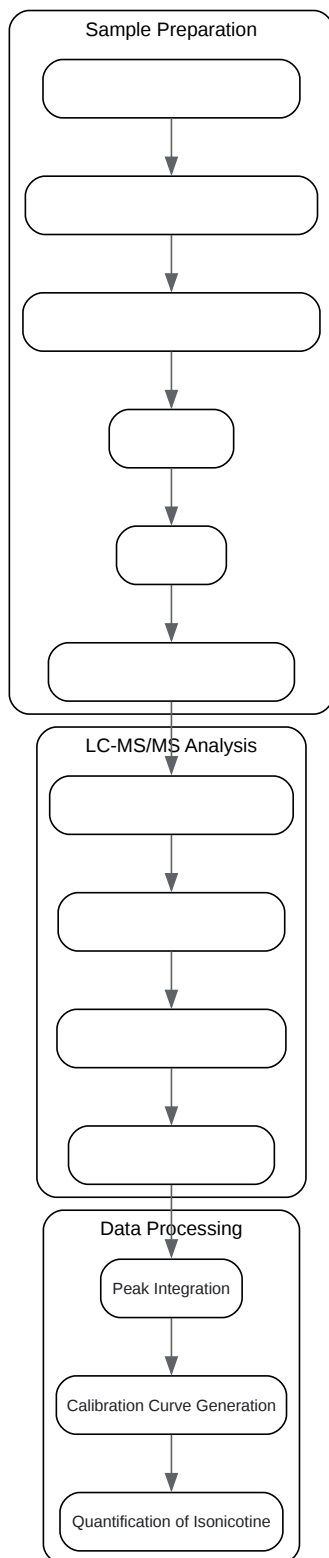 Sample Preparation
LC-MS/MS Analysis
Data Processing
Peak Integration
Calibration Curve Generation
Quantification of Isonicotine